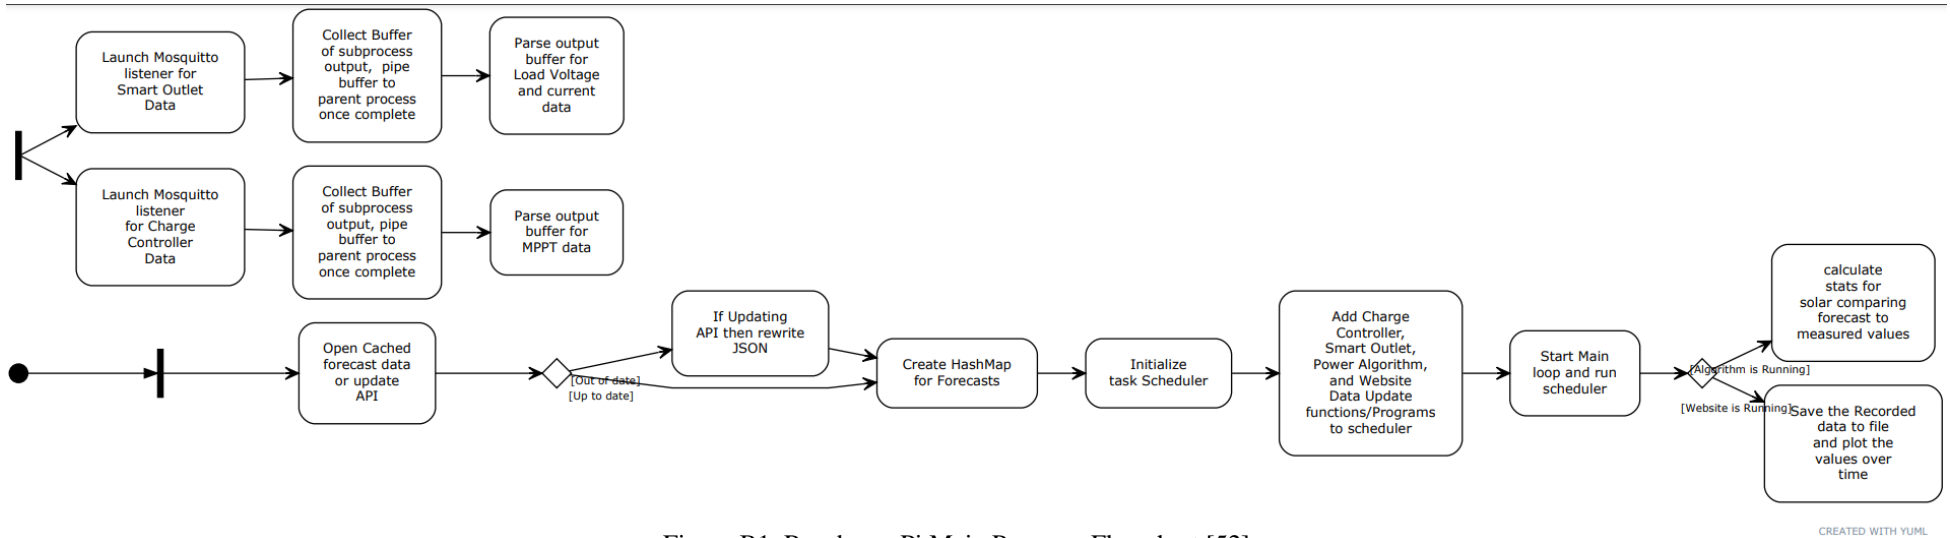 Launch Mosquitto
listener for
Smart Outlet
Data
Collect Buffer
of subprocess
output, pipe
buffer to
parent process
once complete
Parse output
buffer for
Load Voltage
and current
data
Launch Mosquitto
listener
for Charge
Controller
Data
Collect Buffer
of subprocess
output, pipe
buffer to
parent process
once complete
Parse output
buffer for
MPPT data
Open Cached
forecast data
or update
API
[Out of date]
[Up to date]
If Updating
API then rewrite
JSON
Create HashMap
for Forecasts
Initialize
task Scheduler
Add Charge
Controller,
Smart Outlet,
Power Algorithm,
and Website
Data Update
functions/Programs
to scheduler
Start Main
loop and run
scheduler
[Algorithm is Running]
[Website is Running]
calculate
stats for
solar comparing
forecast to
measured values
Save the Recorded
data to file
and plot the
values over
time
CREATED WITH YUML